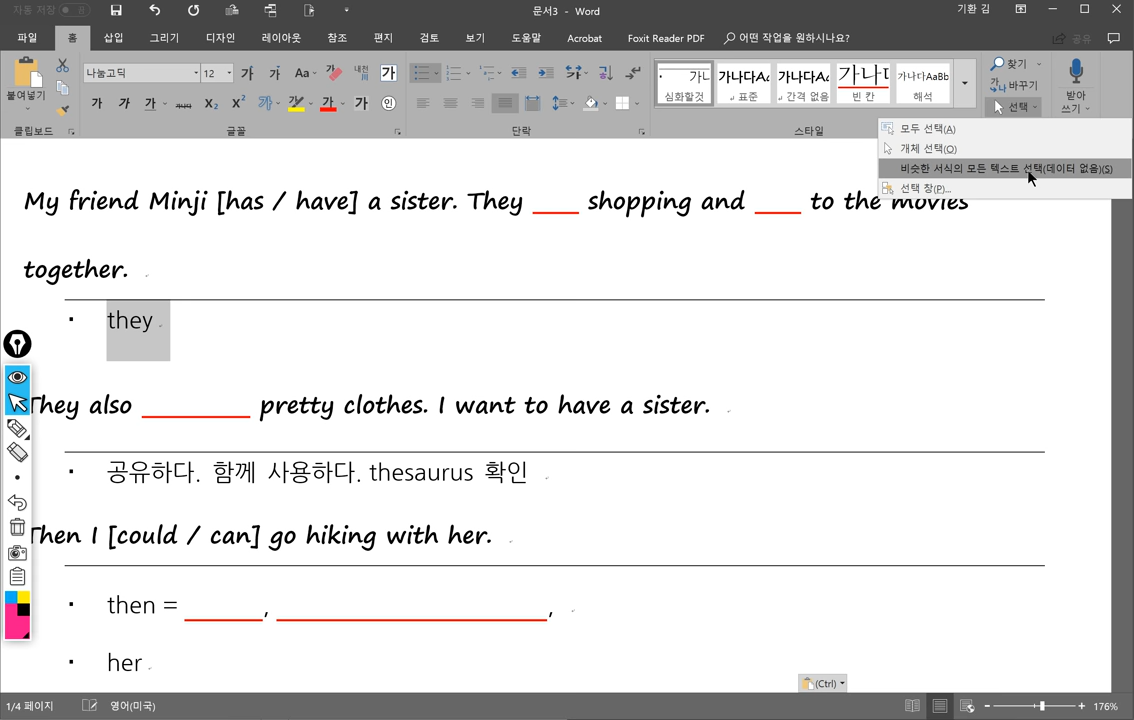 자동 저장
문서3 - Word
기환 김
파일 홈 삽입 그리기 디자인 레이아웃 참조 편지 검토 보기 도움말 Acrobat Foxit Reader PDF 어떤 작업을 원하시나요? 공유
붙여넣기
나눔고딕 12 가 가 Aa 내천川 가
가 가 가 X₂ X² 가 가 가 가 인
가나 심화할것
가나다Aa 표준
가나다Aa 간격 없음
가나다 빈 칸
가나다AaBb 해석
찾기
바꾸기
선택
받아쓰기
클립보드 글꼴 단락 스타일
모두 선택(A)
개체 선택(O)
비슷한 서식의 모든 텍스트 선택(데이터 없음)(S)
선택 창(P)...
My friend Minji [has / have] a sister. They ____ shopping and ____ to the movies
together.
▪ they
They also ________ pretty clothes. I want to have a sister.
▪ 공유하다. 함께 사용하다. thesaurus 확인
Then I [could / can] go hiking with her.
▪ then = ______, ____________________,
▪ her
(Ctrl)
1/4 페이지 영어(미국) 176%